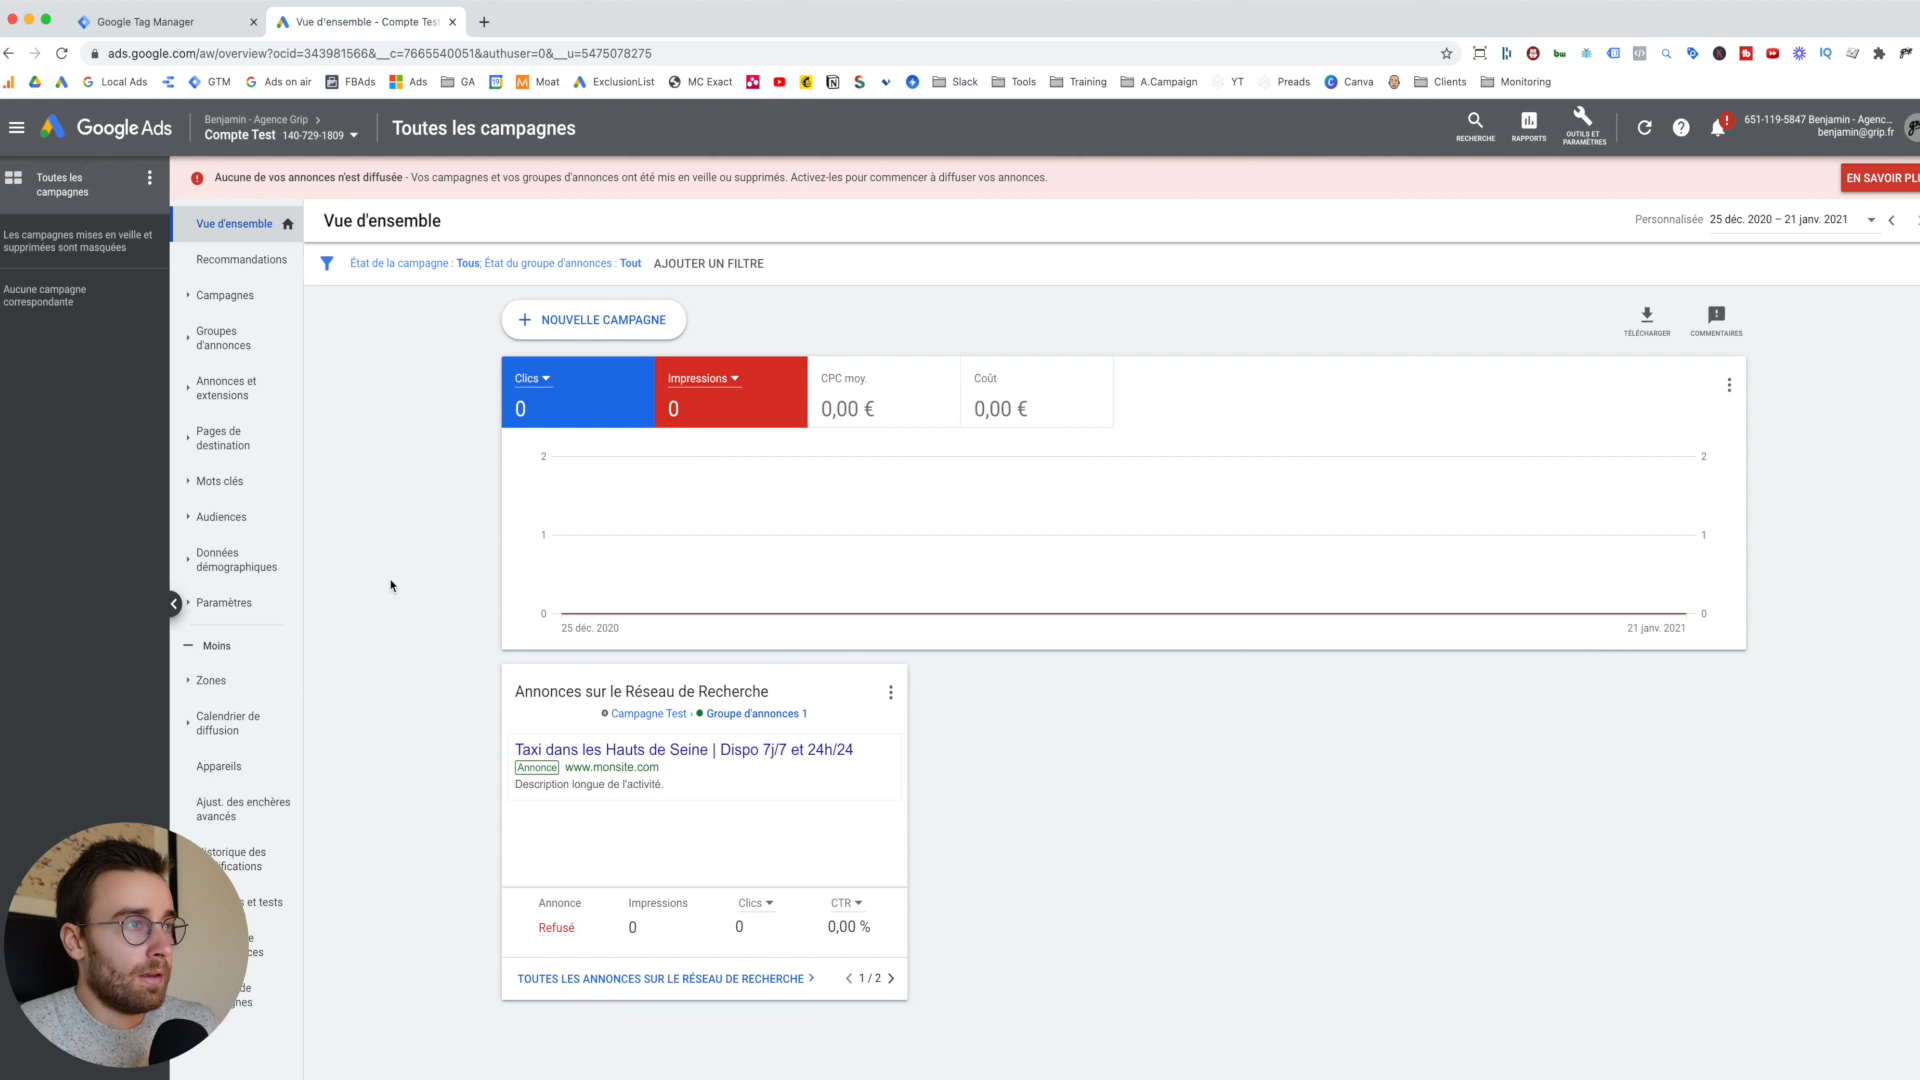 Google Tag Manager
Vue d'ensemble – Compte Test
ads.google.com/aw/overview?ocid=343981566&__c=7665540051&authuser=0&__u=5475078275
Local Ads
GTM
Ads on air
FBAds
Ads
GA
Moat
ExclusionList
MC Exact
Slack
Tools
Training
A.Campaign
YT
Preads
Canva
Clients
Monitoring
Google Ads
Benjamin - Agence Grip
Compte Test 140-729-1809
Toutes les campagnes
RECHERCHE
RAPPORTS
OUTILS ET
PARAMÈTRES
651-119-5847 Benjamin - Agenc...
benjamin@grip.fr
Toutes les
campagnes
Les campagnes mises en veille et
supprimées sont masquées
Aucune campagne
correspondante
Aucune de vos annonces n'est diffusée - Vos campagnes et vos groupes d'annonces ont été mis en veille ou supprimés. Activez-les pour commencer à diffuser vos annonces.
EN SAVOIR PLU
Vue d'ensemble
Recommandations
Campagnes
Groupes
d'annonces
Annonces et
extensions
Pages de
destination
Mots clés
Audiences
Données
démographiques
Paramètres
Moins
Zones
Calendrier de
diffusion
Appareils
Ajust. des enchères
avancés
istorique des
ifications
s et tests
e
ces
de
gnes
Vue d'ensemble
Personnalisée 25 déc. 2020 – 21 janv. 2021
État de la campagne : Tous; État du groupe d'annonces : Tout AJOUTER UN FILTRE
NOUVELLE CAMPAGNE
TÉLÉCHARGER
COMMENTAIRES
Clics
0
Impressions
0
CPC moy.
0,00 €
Coût
0,00 €
2
2
1
1
0
0
25 déc. 2020
21 janv. 2021
Annonces sur le Réseau de Recherche
Campagne Test › Groupe d'annonces 1
Taxi dans les Hauts de Seine | Dispo 7j/7 et 24h/24
Annonce www.monsite.com
Description longue de l'activité.
Annonce Impressions Clics CTR
Refusé 0 0 0,00 %
TOUTES LES ANNONCES SUR LE RÉSEAU DE RECHERCHE
1 / 2